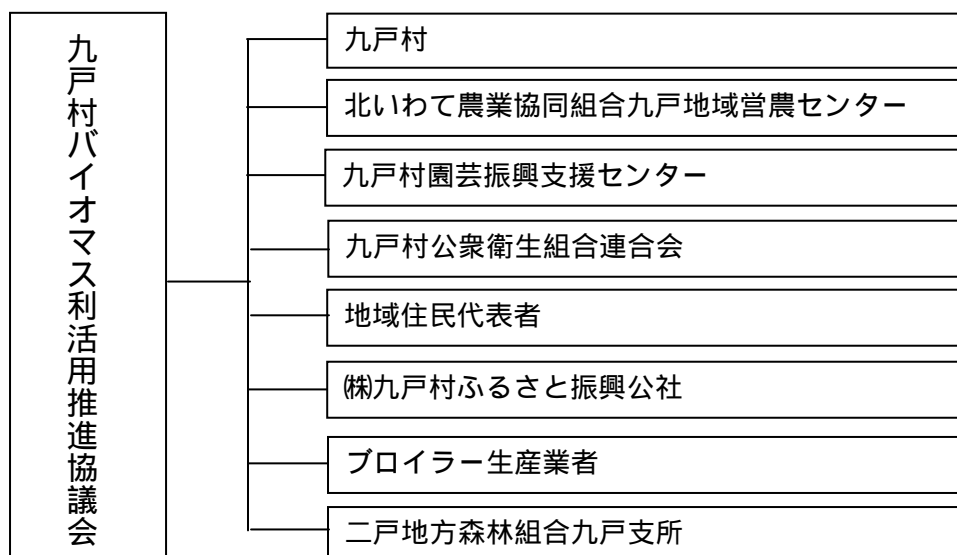 九戸村バイオマス利活用推進協議会
九戸村
北いわて農業協同組合九戸地域営農センター
九戸村園芸振興支援センター
九戸村公衆衛生組合連合会
地域住民代表者
㈱九戸村ふるさと振興公社
ブロイラー生産業者
二戸地方森林組合九戸支所